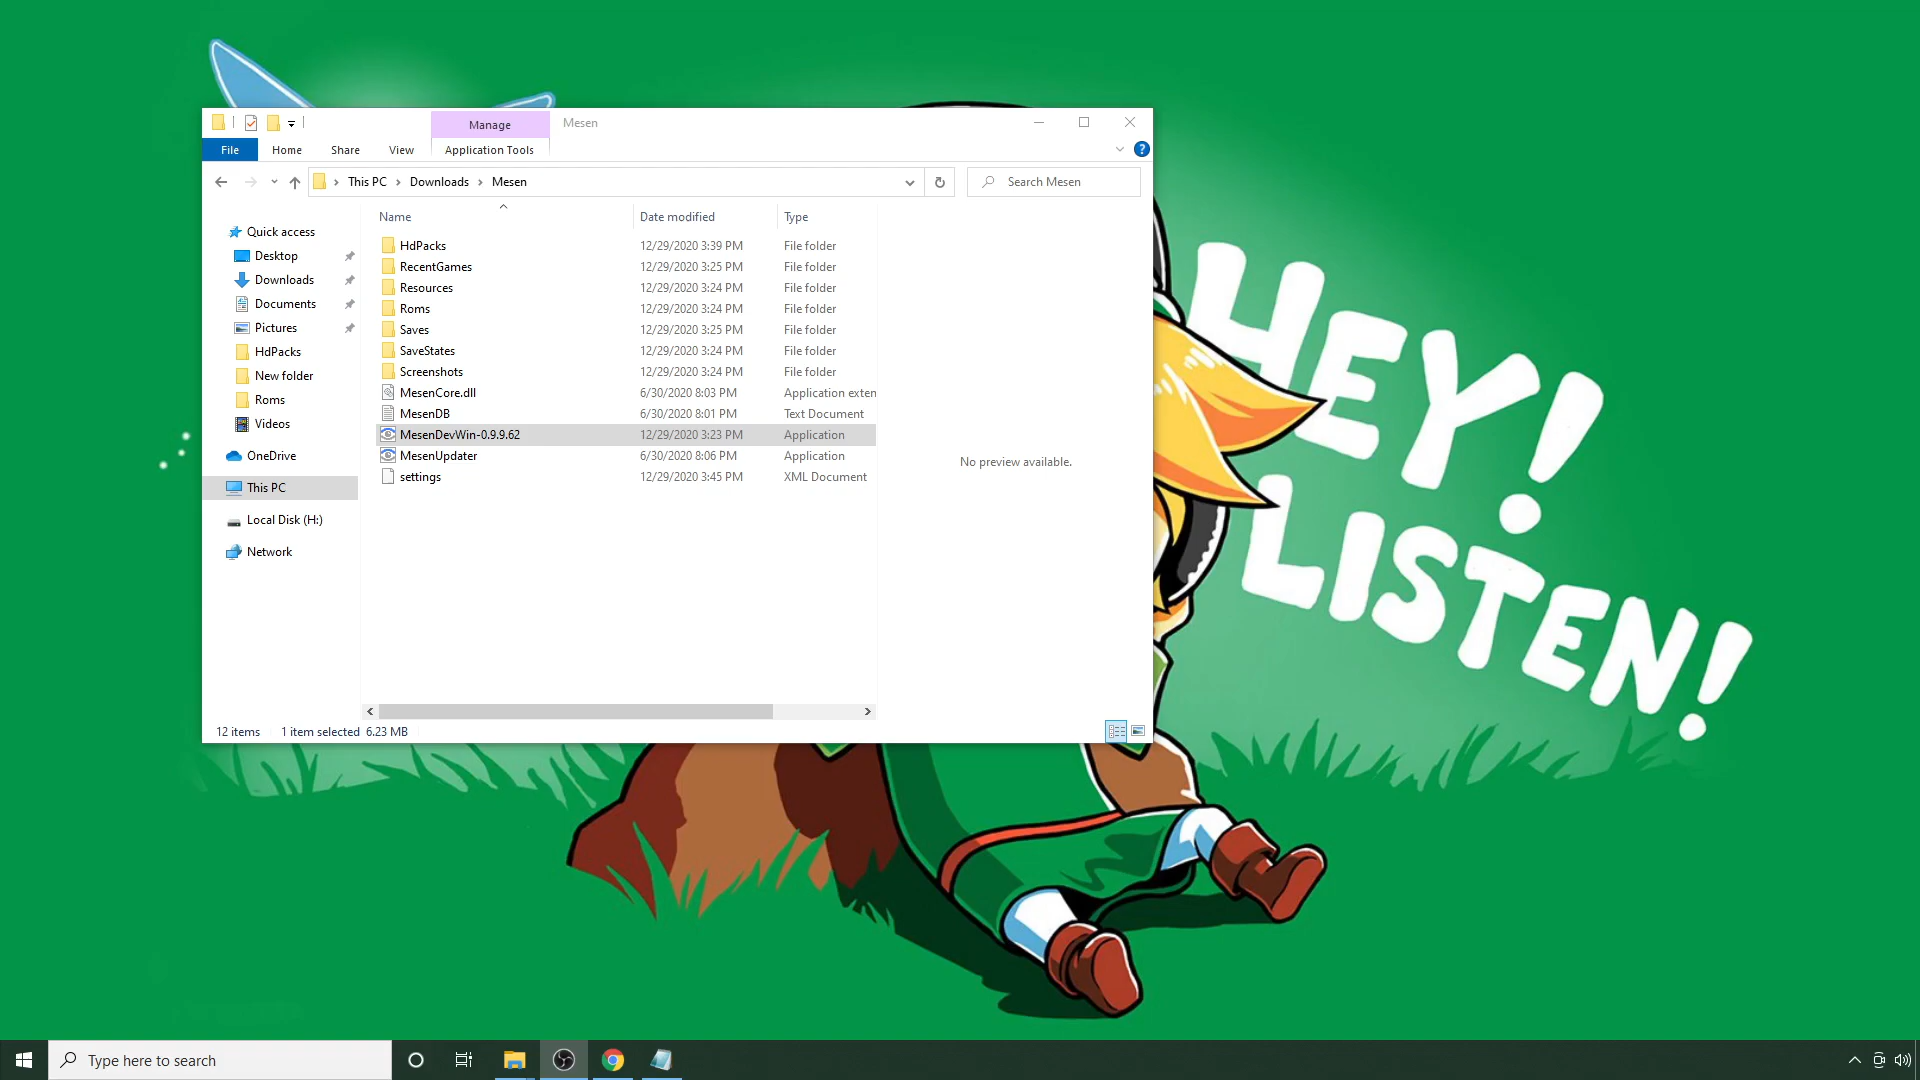 Manage
Mesen
File
Home
Share
View
Application Tools
This PC
Downloads
Mesen
Search Mesen
Name
Date modified
Type
Quick access
Desktop
Downloads
Documents
Pictures
HdPacks
New folder
Roms
Videos
OneDrive
This PC
Local Disk (H:)
Network
HdPacks 12/29/2020 3:39 PM File folder
RecentGames 12/29/2020 3:25 PM File folder
Resources 12/29/2020 3:24 PM File folder
Roms 12/29/2020 3:24 PM File folder
Saves 12/29/2020 3:25 PM File folder
SaveStates 12/29/2020 3:24 PM File folder
Screenshots 12/29/2020 3:24 PM File folder
MesenCore.dll 6/30/2020 8:03 PM Application exten
MesenDB 6/30/2020 8:01 PM Text Document
MesenDevWin-0.9.9.62 12/29/2020 3:23 PM Application
MesenUpdater 6/30/2020 8:06 PM Application
settings 12/29/2020 3:45 PM XML Document
No preview available.
12 items 1 item selected 6.23 MB
HEY!
LISTEN!
Type here to search